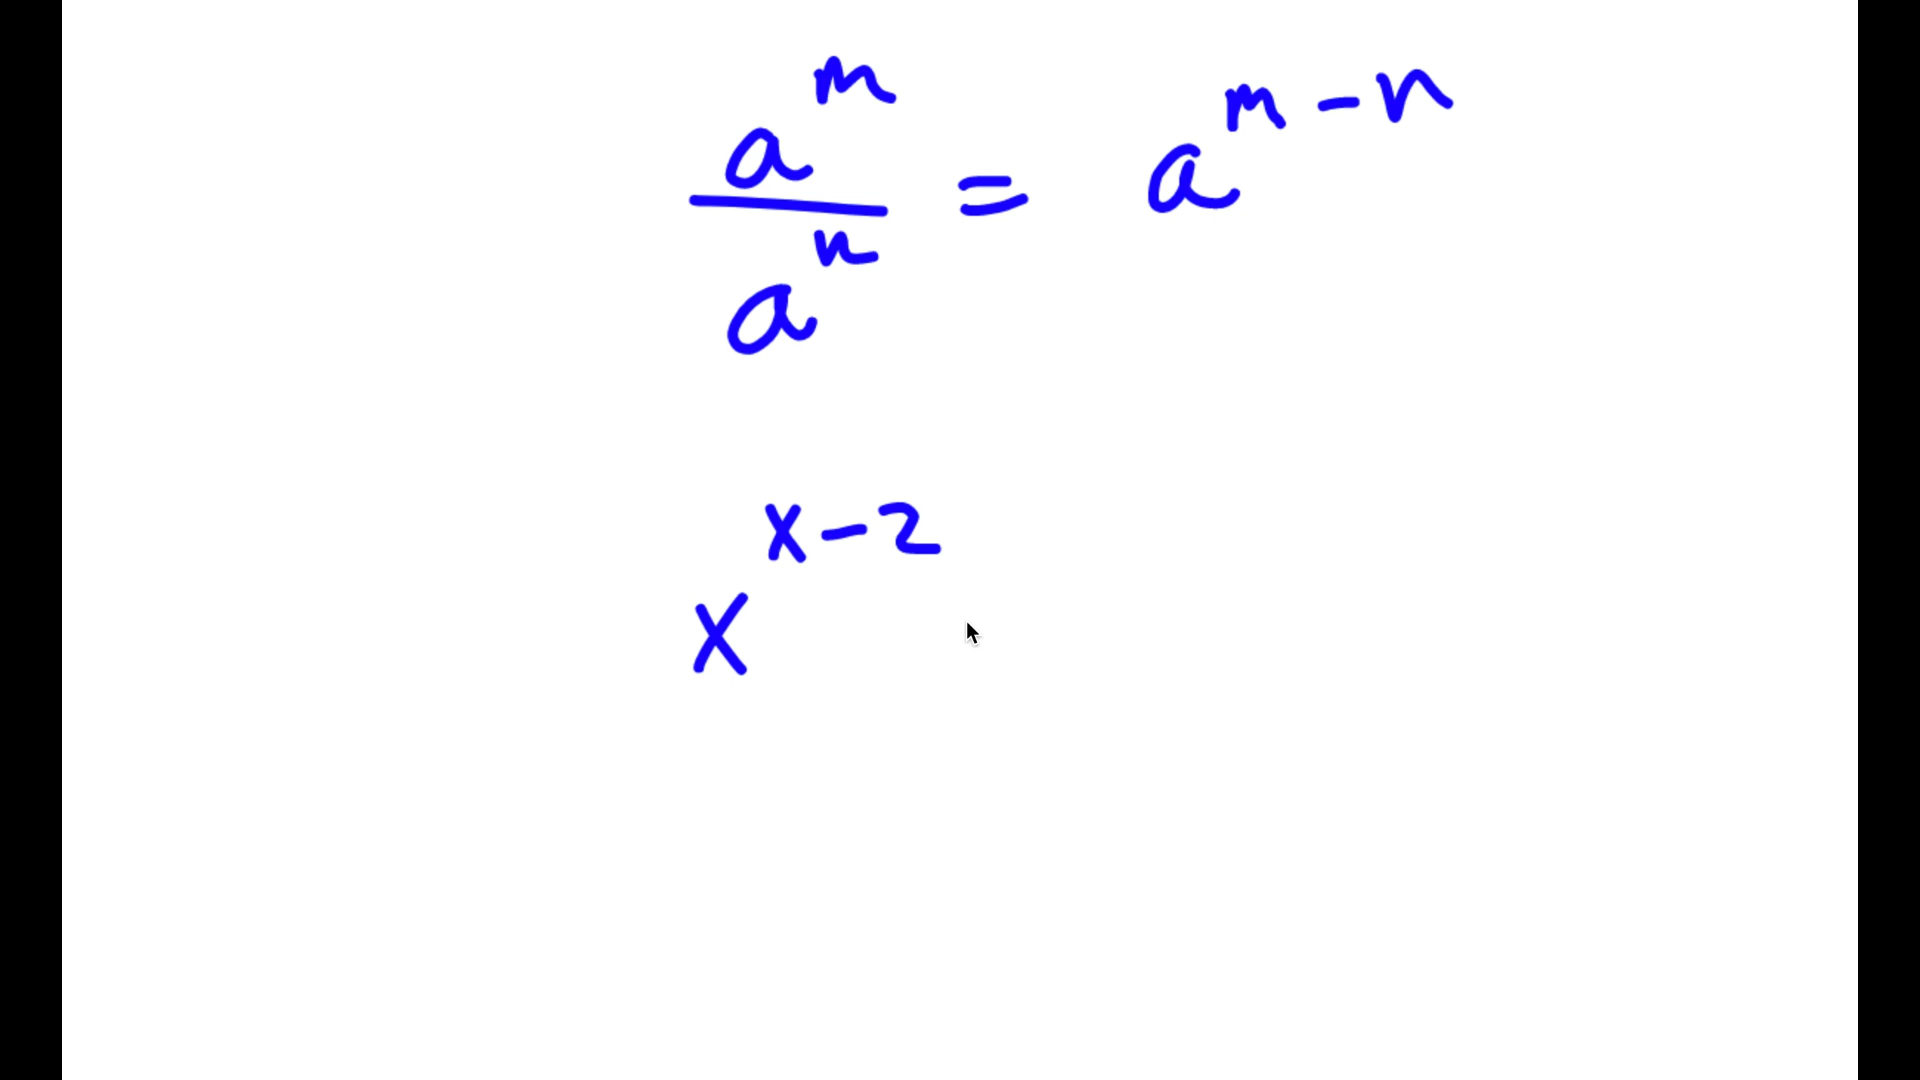 a^m / a^n = a^{m-n}
x^{x-2}